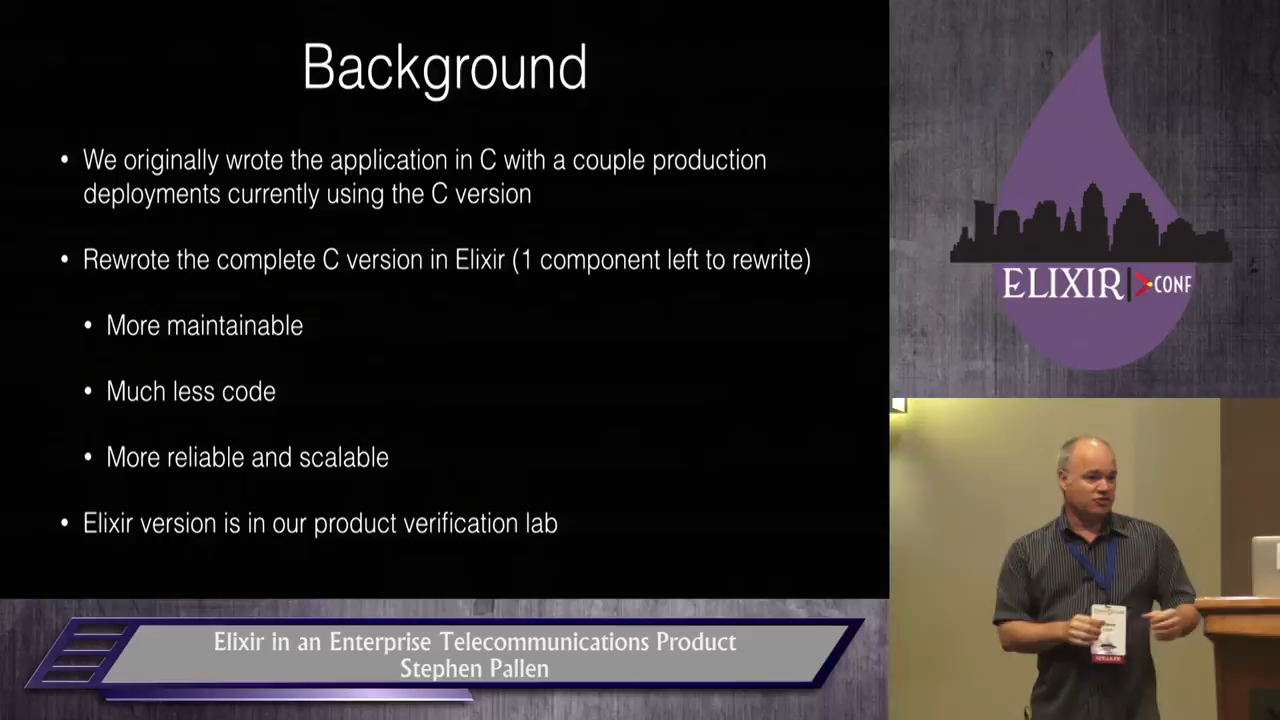 Background
• We originally wrote the application in C with a couple production
deployments currently using the C version
• Rewrote the complete C version in Elixir (1 component left to rewrite)
• More maintainable
• Much less code
• More reliable and scalable
• Elixir version is in our product verification lab
ELIXIR CONF
Elixir in an Enterprise Telecommunications Product
Stephen Pallen